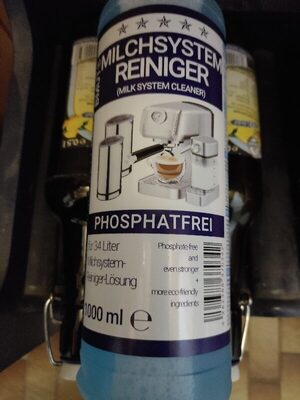 MILCHSYSTEM
REINIGER
(MILK SYSTEM CLEANER)
PHOSPHATFREI
Für 34 Liter
Milchsystem-
Reiniger-Lösung
1000 ml e
Phosphate-free
and
even stronger
+
more eco-friendly
ingredients